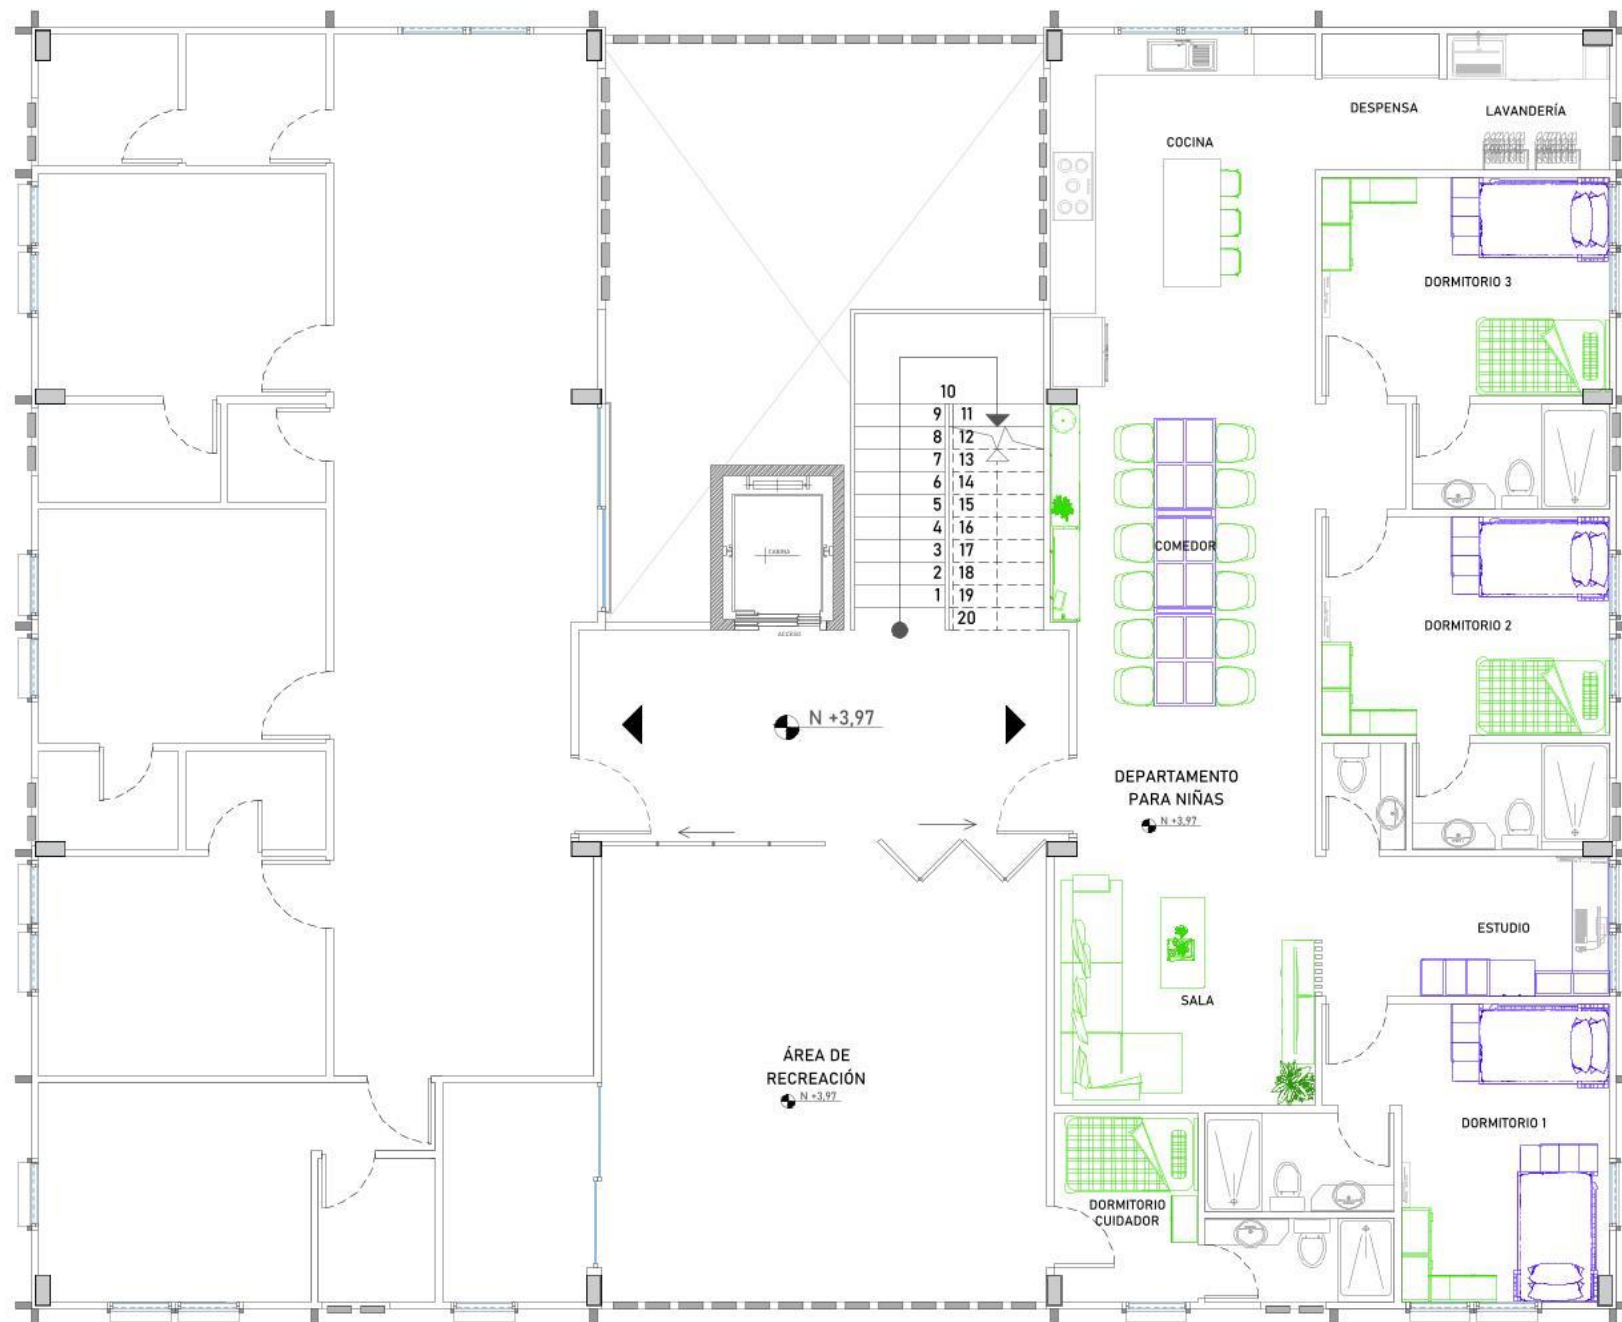 DESPENSA
LAVANDERÍA
COCINA
DORMITORIO 3
10
9 11
8 12
7 13
6 14
5 15
4 16
3 17
2 18
1 19
20
CABINA
ACCESO
COMEDOR
DORMITORIO 2
N +3,97
DEPARTAMENTO
PARA NIÑAS
N +3,97
ESTUDIO
SALA
ÁREA DE
RECREACIÓN
N +3,97
DORMITORIO 1
DORMITORIO
CUIDADOR